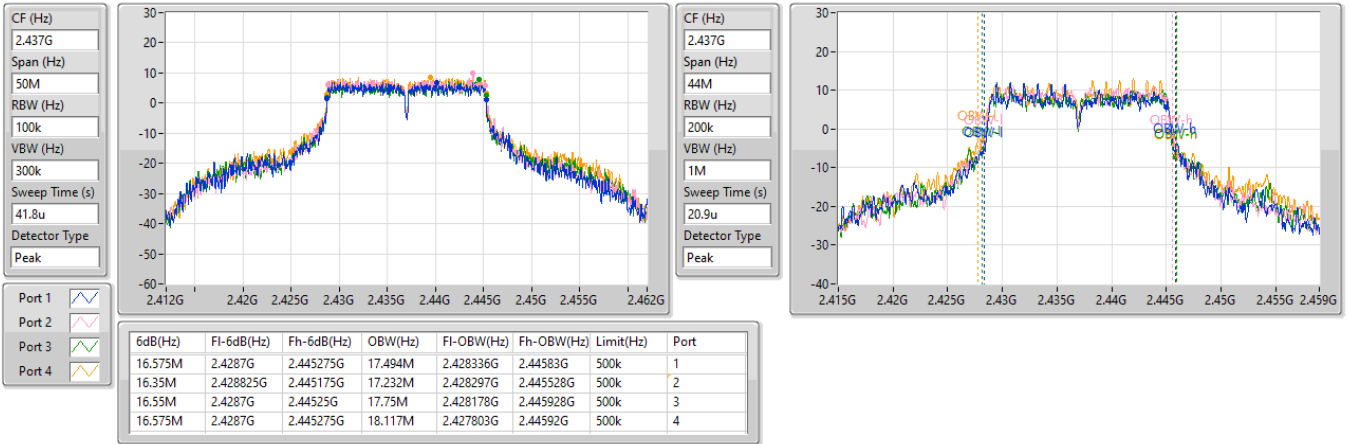 CF (Hz)
2.437G
Span (Hz)
50M
RBW (Hz)
100k
VBW (Hz)
300k
Sweep Time (s)
41.8u
Detector Type
Peak
30
20
10
0
-10
-20
-30
-40
-50
-60
2.412G 2.42G 2.425G 2.43G 2.435G 2.44G 2.445G 2.45G 2.455G 2.462G
CF (Hz)
2.437G
Span (Hz)
44M
RBW (Hz)
200k
VBW (Hz)
1M
Sweep Time (s)
20.9u
Detector Type
Peak
30
20
10
0
-10
-20
-30
-40
OBW-l OBW-h
OBW-l OBW-h
2.415G 2.42G 2.425G 2.43G 2.435G 2.44G 2.445G 2.45G 2.455G 2.459G
Port 1
Port 2
Port 3
Port 4
6dB(Hz) Fl-6dB(Hz) Fh-6dB(Hz) OBW(Hz) Fl-OBW(Hz) Fh-OBW(Hz) Limit(Hz) Port
16.575M 2.4287G 2.445275G 17.494M 2.428336G 2.44583G 500k 1
16.35M 2.428825G 2.445175G 17.232M 2.428297G 2.445528G 500k 2
16.55M 2.4287G 2.44525G 17.75M 2.428178G 2.445928G 500k 3
16.575M 2.4287G 2.445275G 18.117M 2.427803G 2.44592G 500k 4